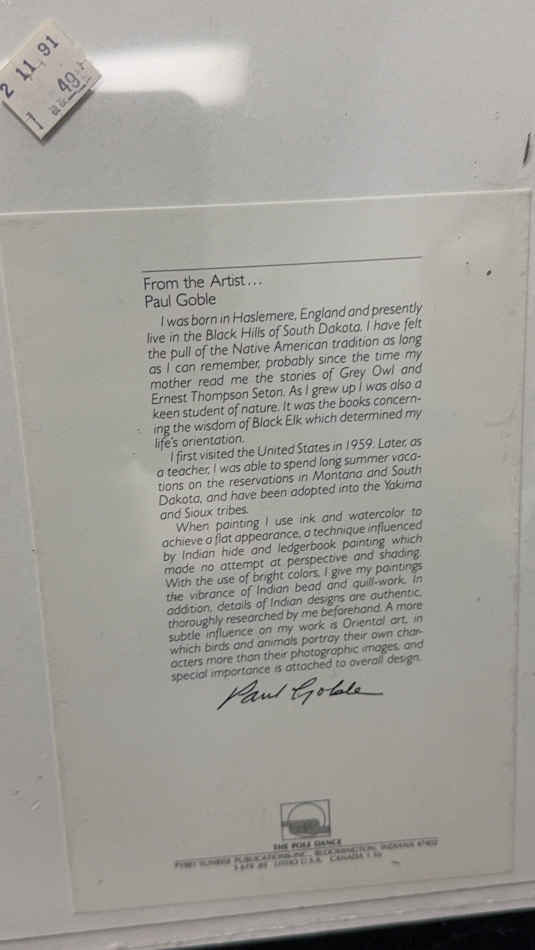 2 11 91
49
From the Artist...
Paul Goble
I was born in Haslemere, England and presently
live in the Black Hills of South Dakota. I have felt
the pull of the Native American tradition as long
as I can remember, probably since the time my
mother read me the stories of Grey Owl and
Ernest Thompson Seton. As I grew up I was also a
keen student of nature. It was the books concern-
ing the wisdom of Black Elk which determined my
life's orientation.
I first visited the United States in 1959. Later, as
a teacher, I was able to spend long summer vaca-
tions on the reservations in Montana and South
Dakota, and have been adopted into the Yakima
and Sioux tribes.
When painting I use ink and watercolor to
achieve a flat appearance, a technique influenced
by Indian hide and ledgerbook painting which
made no attempt at perspective and shading.
With the use of bright colors, I give my paintings
the vibrance of Indian bead and quill-work. In
addition, details of Indian designs are authentic,
thoroughly researched by me beforehand. A more
subtle influence on my work is Oriental art, in
which birds and animals portray their own char-
acters more than their photographic images, and
special importance is attached to overall design.
Paul Goble
THE POLE DANCE
SUNRISE PUBLICATIONS INC., BLOOMINGTON, INDIANA 47402
LITHO U.S.A. CANADA